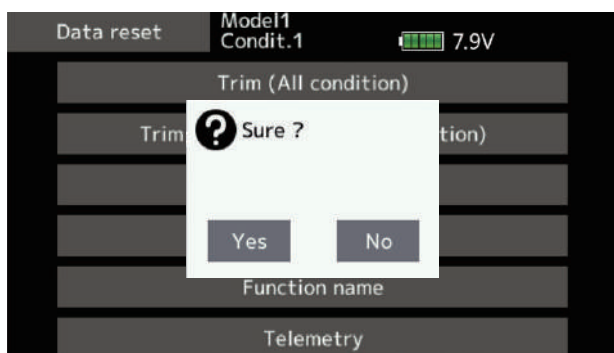 Data reset
Model1
Condit.1
7.9V
Trim (All condition)
Trim
tion)
Sure ?
Yes
No
Function name
Telemetry